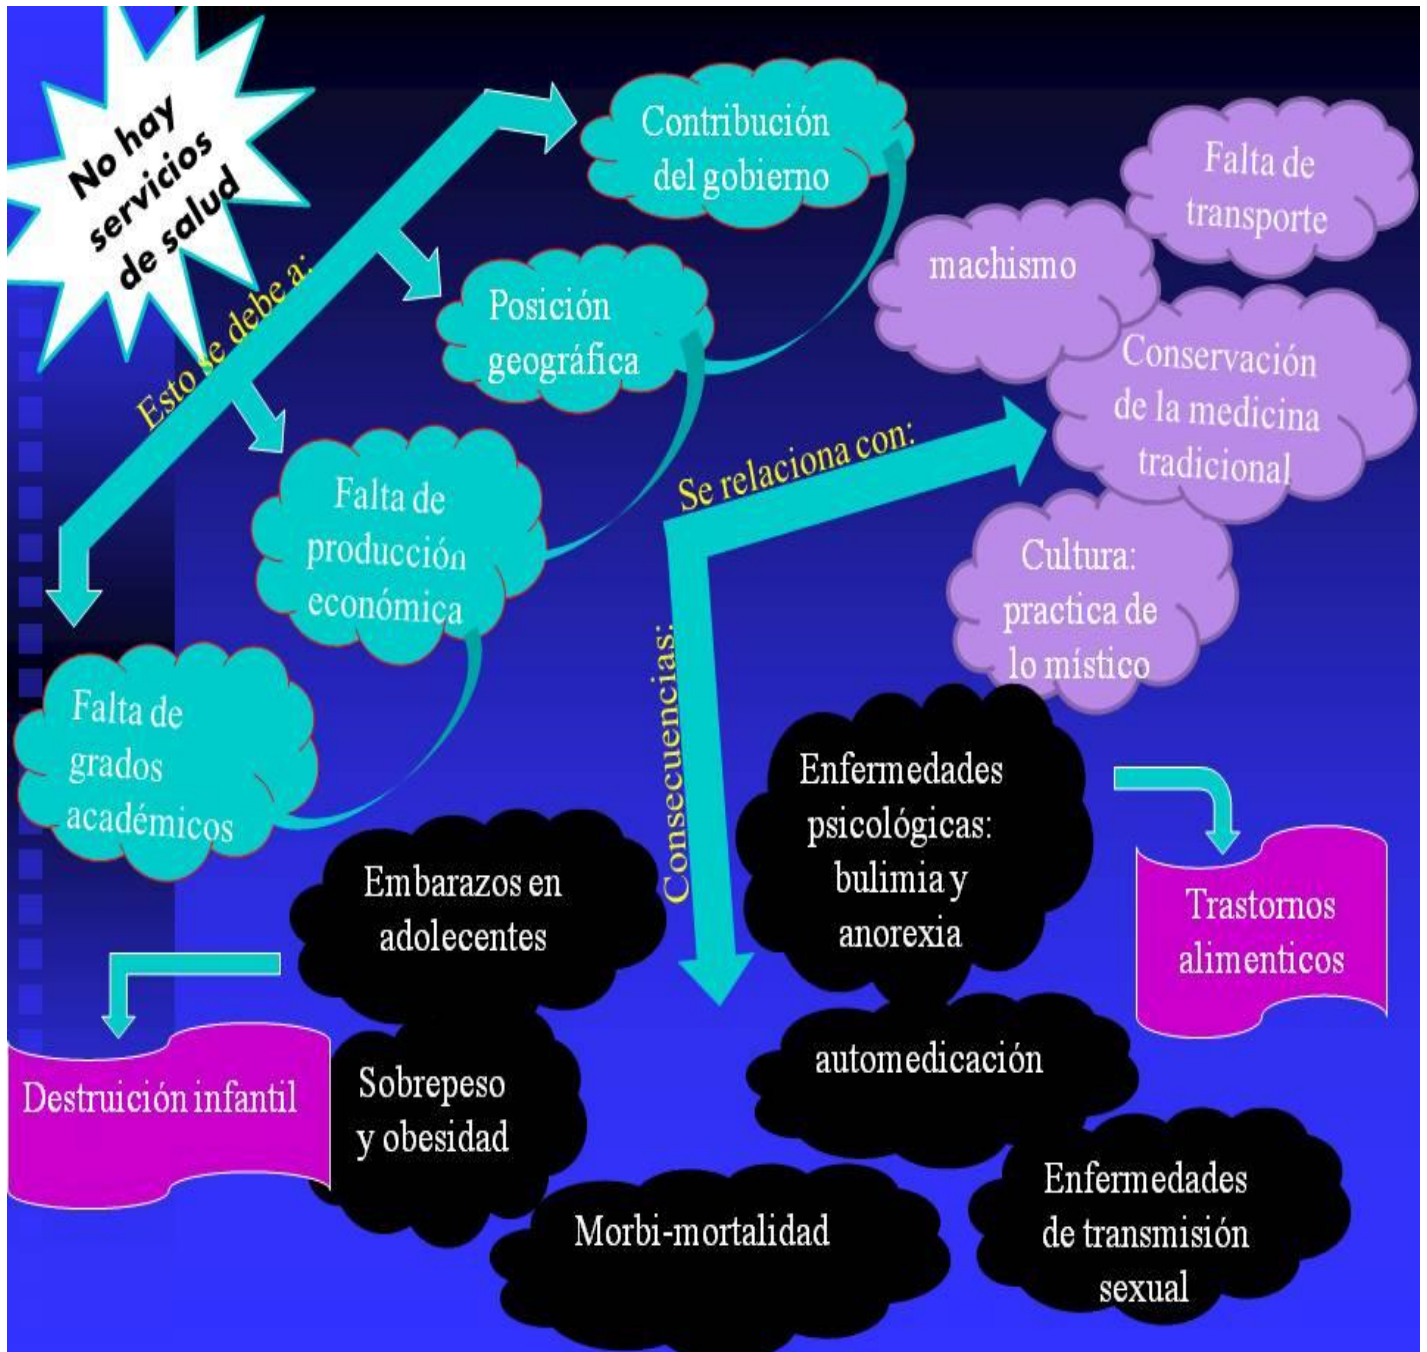 No hay
servicios
de salud
Esto se debe a:
Contribución
del gobierno
Posición
geográfica
Falta de
producción
económica
Falta de
grados
académicos
Se relaciona con:
Falta de
transporte
machismo
Conservación
de la medicina
tradicional
Cultura:
practica de
lo místico
Consecuencias:
Enfermedades
psicológicas:
bulimia y
anorexia
Trastornos
alimenticos
Embarazos en
adolecentes
Destruición infantil
Sobrepeso
y obesidad
automedicación
Morbi-mortalidad
Enfermedades
de transmisión
sexual